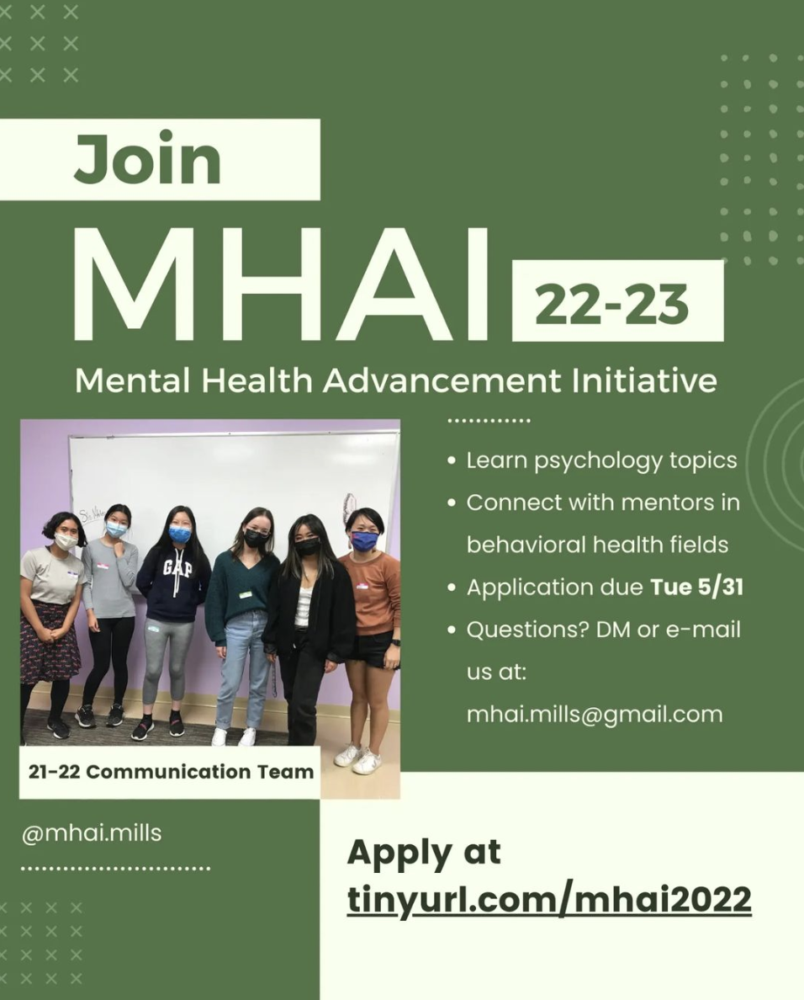 Join
MHAI
22-23
Mental Health Advancement Initiative
GAP
21-22 Communication Team
@mhai.mills
• Learn psychology topics
• Connect with mentors in
behavioral health fields
• Application due Tue 5/31
• Questions? DM or e-mail
us at:
mhai.mills@gmail.com
Apply at
tinyurl.com/mhai2022